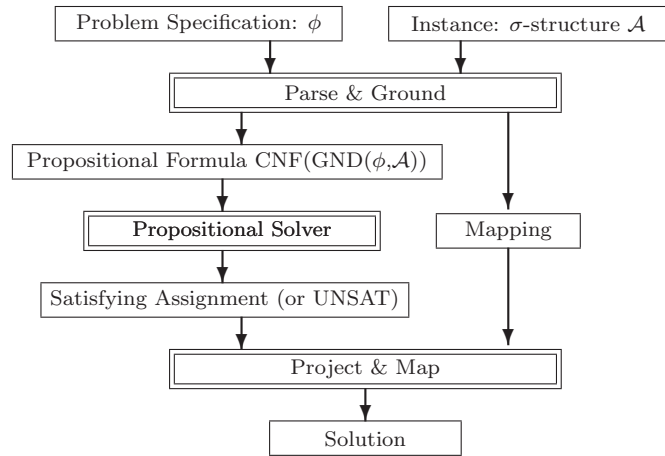 Problem Specification: ϕ
Instance: σ-structure 𝒜
Parse & Ground
Propositional Formula CNF(GND(ϕ,𝒜))
Propositional Solver
Mapping
Satisfying Assignment (or UNSAT)
Project & Map
Solution